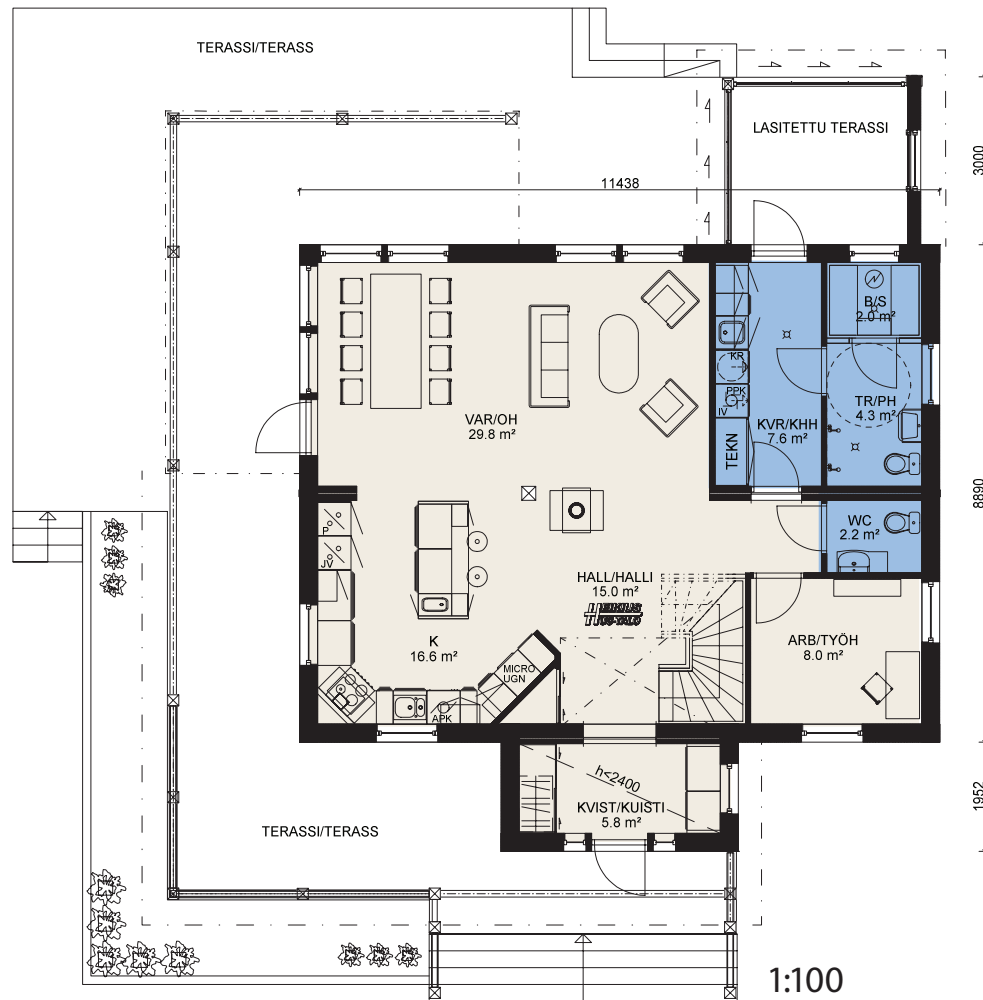 TERASSI/TERASS
LASITETTU TERASSI
3000
11438
B/S
2.0 m²
KR
PPK
IV
TR/PH
4.3 m²
VAR/OH
29.8 m²
KVR/KHH
7.6 m²
TEKN
8890
P
WC
2.2 m²
JV
HALL/HALLI
15.0 m²
K
16.6 m²
ARB/TYÖH
8.0 m²
MICRO
UGN
APK
h<2400
KVIST/KUISTI
5.8 m²
1952
TERASSI/TERASS
1:100